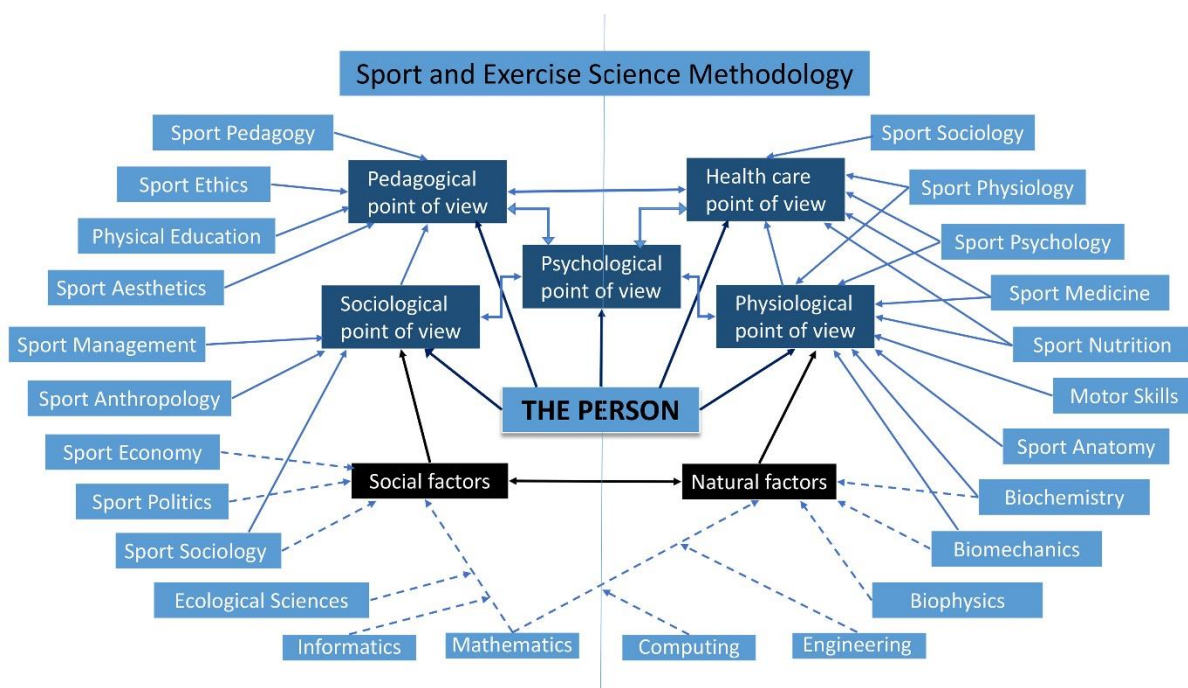 Sport and Exercise Science Methodology
Sport Pedagogy
Sport Ethics
Physical Education
Sport Aesthetics
Sport Management
Sport Anthropology
Sport Economy
Sport Politics
Sport Sociology
Ecological Sciences
Informatics
Mathematics
Computing
Engineering
Pedagogical
point of view
Sociological
point of view
Psychological
point of view
Health care
point of view
Physiological
point of view
THE PERSON
Social factors
Natural factors
Sport Sociology
Sport Physiology
Sport Psychology
Sport Medicine
Sport Nutrition
Motor Skills
Sport Anatomy
Biochemistry
Biomechanics
Biophysics